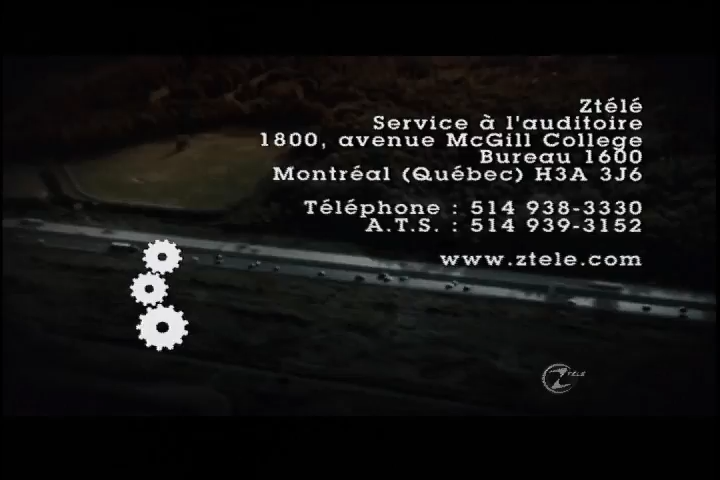 Ztélé
Service à l'auditoire
1800, avenue McGill College
Bureau 1600
Montréal (Québec) H3A 3J6
Téléphone : 514 938-3330
A.T.S. : 514 939-3152
www.ztele.com
Z TÉLÉ